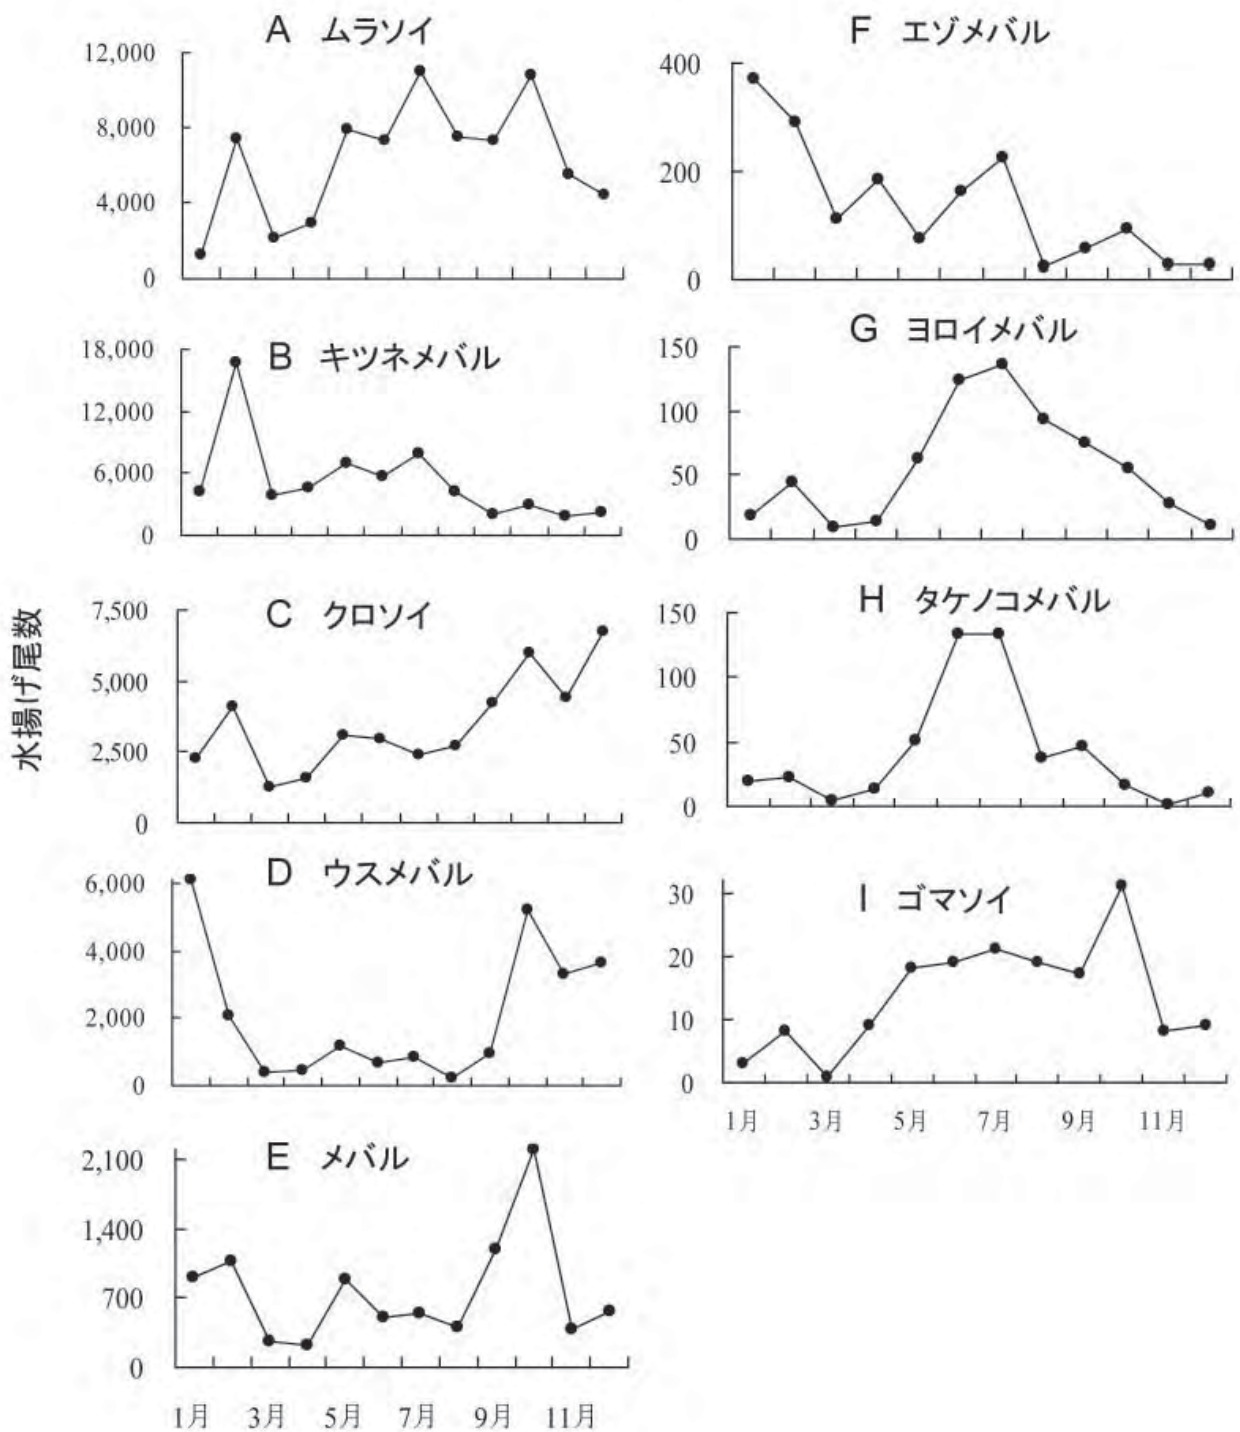 水揚げ尾数
A ムラソイ
12,000
8,000
4,000
0
B キツネメバル
18,000
12,000
6,000
0
C クロソイ
7,500
5,000
2,500
0
D ウスメバル
6,000
4,000
2,000
0
E メバル
2,100
1,400
700
0
1月 3月 5月 7月 9月 11月
F エゾメバル
400
200
0
G ヨロイメバル
150
100
50
0
H タケノコメバル
150
100
50
0
I ゴマソイ
30
20
10
0
1月 3月 5月 7月 9月 11月